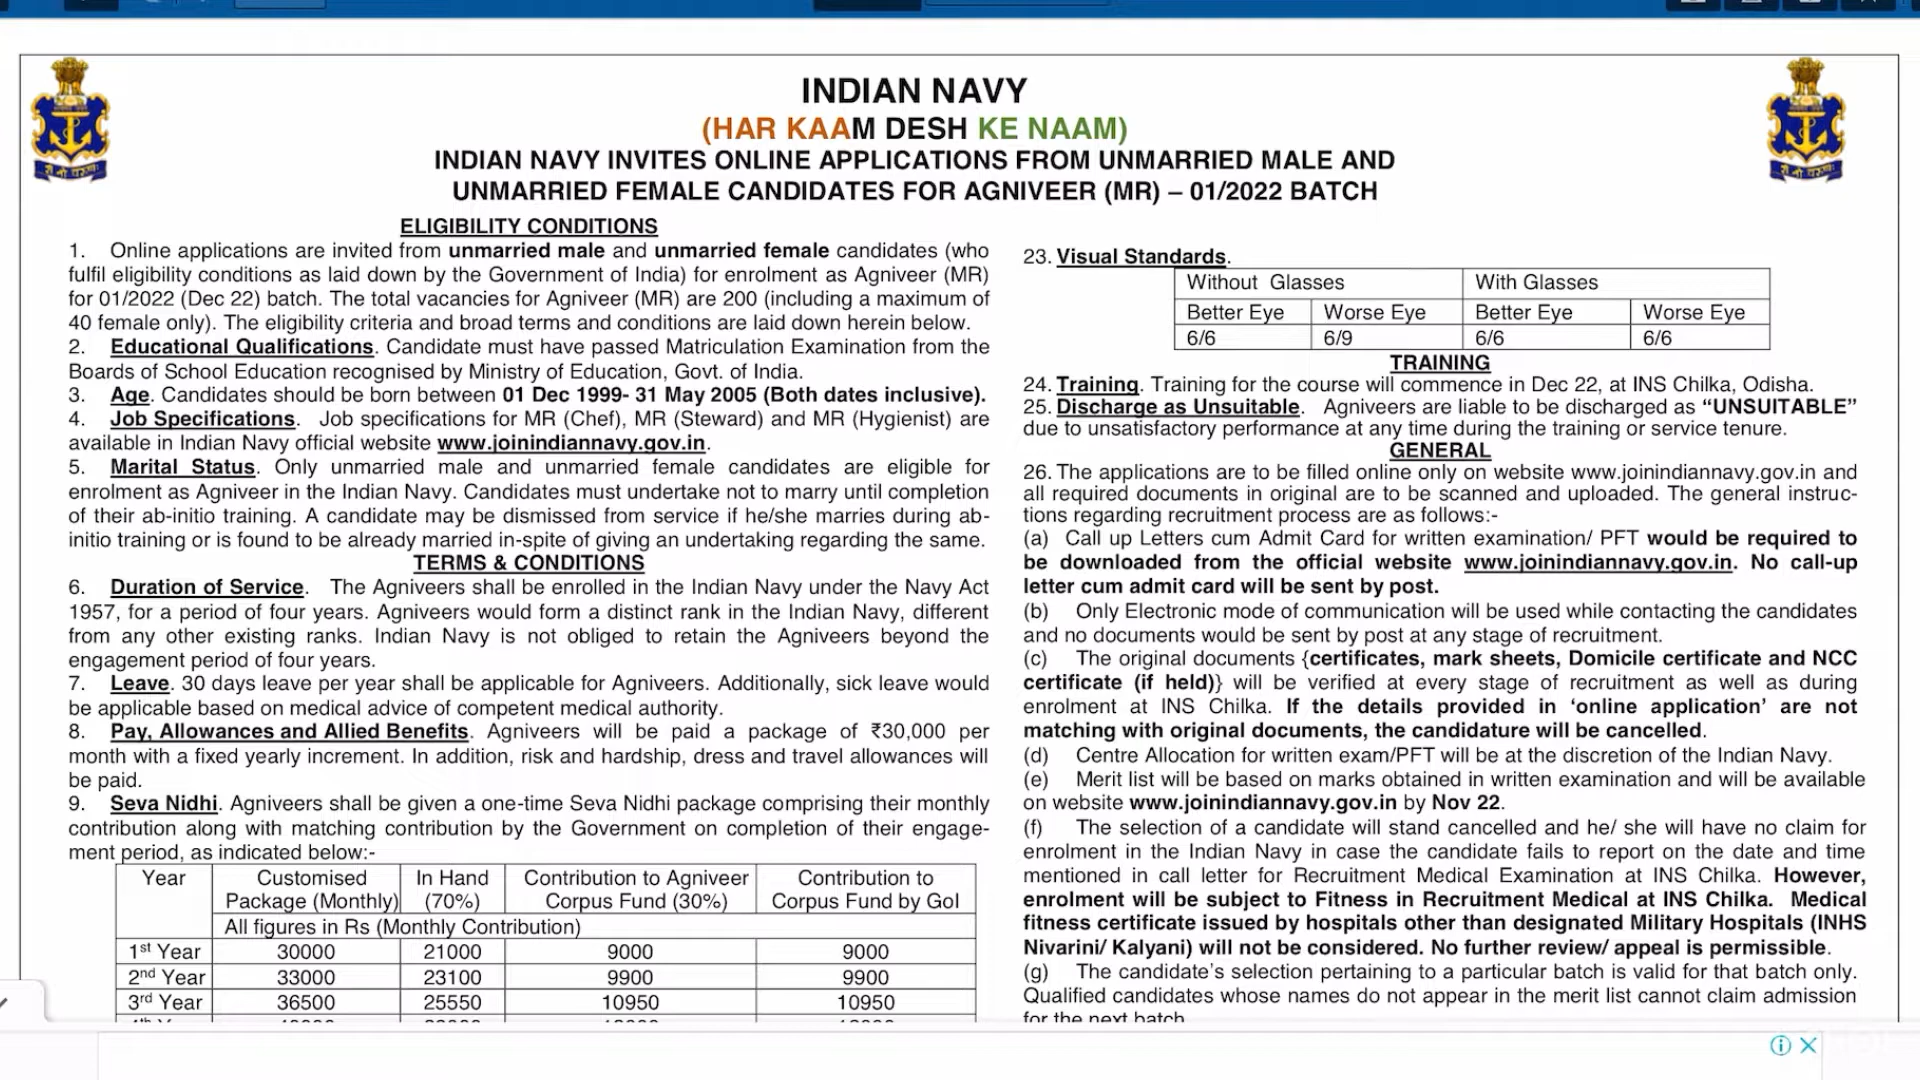 INDIAN NAVY
(HAR KAAM DESH KE NAAM)
INDIAN NAVY INVITES ONLINE APPLICATIONS FROM UNMARRIED MALE AND
UNMARRIED FEMALE CANDIDATES FOR AGNIVEER (MR) – 01/2022 BATCH
ELIGIBILITY CONDITIONS
1. Online applications are invited from unmarried male and unmarried female candidates (who
fulfil eligibility conditions as laid down by the Government of India) for enrolment as Agniveer (MR)
for 01/2022 (Dec 22) batch. The total vacancies for Agniveer (MR) are 200 (including a maximum of
40 female only). The eligibility criteria and broad terms and conditions are laid down herein below.
2. Educational Qualifications. Candidate must have passed Matriculation Examination from the
Boards of School Education recognised by Ministry of Education, Govt. of India.
3. Age. Candidates should be born between 01 Dec 1999- 31 May 2005 (Both dates inclusive).
4. Job Specifications. Job specifications for MR (Chef), MR (Steward) and MR (Hygienist) are
available in Indian Navy official website www.joinindiannavy.gov.in.
5. Marital Status. Only unmarried male and unmarried female candidates are eligible for
enrolment as Agniveer in the Indian Navy. Candidates must undertake not to marry until completion
of their ab-initio training. A candidate may be dismissed from service if he/she marries during ab-
initio training or is found to be already married in-spite of giving an undertaking regarding the same.
TERMS & CONDITIONS
6. Duration of Service. The Agniveers shall be enrolled in the Indian Navy under the Navy Act
1957, for a period of four years. Agniveers would form a distinct rank in the Indian Navy, different
from any other existing ranks. Indian Navy is not obliged to retain the Agniveers beyond the
engagement period of four years.
7. Leave. 30 days leave per year shall be applicable for Agniveers. Additionally, sick leave would
be applicable based on medical advice of competent medical authority.
8. Pay, Allowances and Allied Benefits. Agniveers will be paid a package of ₹30,000 per
month with a fixed yearly increment. In addition, risk and hardship, dress and travel allowances will
be paid.
9. Seva Nidhi. Agniveers shall be given a one-time Seva Nidhi package comprising their monthly
contribution along with matching contribution by the Government on completion of their engage-
ment period, as indicated below:-
Year Customised In Hand Contribution to Agniveer Contribution to
Package (Monthly) (70%) Corpus Fund (30%) Corpus Fund by GoI
All figures in Rs (Monthly Contribution)
1st Year 30000 21000 9000 9000
2nd Year 33000 23100 9900 9900
3rd Year 36500 25550 10950 10950
23. Visual Standards.
Without Glasses With Glasses
Better Eye Worse Eye Better Eye Worse Eye
6/6 6/9 6/6 6/6
TRAINING
24. Training. Training for the course will commence in Dec 22, at INS Chilka, Odisha.
25. Discharge as Unsuitable. Agniveers are liable to be discharged as “UNSUITABLE”
due to unsatisfactory performance at any time during the training or service tenure.
GENERAL
26. The applications are to be filled online only on website www.joinindiannavy.gov.in and
all required documents in original are to be scanned and uploaded. The general instruc-
tions regarding recruitment process are as follows:-
(a) Call up Letters cum Admit Card for written examination/ PFT would be required to
be downloaded from the official website www.joinindiannavy.gov.in. No call-up
letter cum admit card will be sent by post.
(b) Only Electronic mode of communication will be used while contacting the candidates
and no documents would be sent by post at any stage of recruitment.
(c) The original documents {certificates, mark sheets, Domicile certificate and NCC
certificate (if held)} will be verified at every stage of recruitment as well as during
enrolment at INS Chilka. If the details provided in ‘online application’ are not
matching with original documents, the candidature will be cancelled.
(d) Centre Allocation for written exam/PFT will be at the discretion of the Indian Navy.
(e) Merit list will be based on marks obtained in written examination and will be available
on website www.joinindiannavy.gov.in by Nov 22.
(f) The selection of a candidate will stand cancelled and he/ she will have no claim for
enrolment in the Indian Navy in case the candidate fails to report on the date and time
mentioned in call letter for Recruitment Medical Examination at INS Chilka. However,
enrolment will be subject to Fitness in Recruitment Medical at INS Chilka. Medical
fitness certificate issued by hospitals other than designated Military Hospitals (INHS
Nivarini/ Kalyani) will not be considered. No further review/ appeal is permissible.
(g) The candidate’s selection pertaining to a particular batch is valid for that batch only.
Qualified candidates whose names do not appear in the merit list cannot claim admission
for the next batch